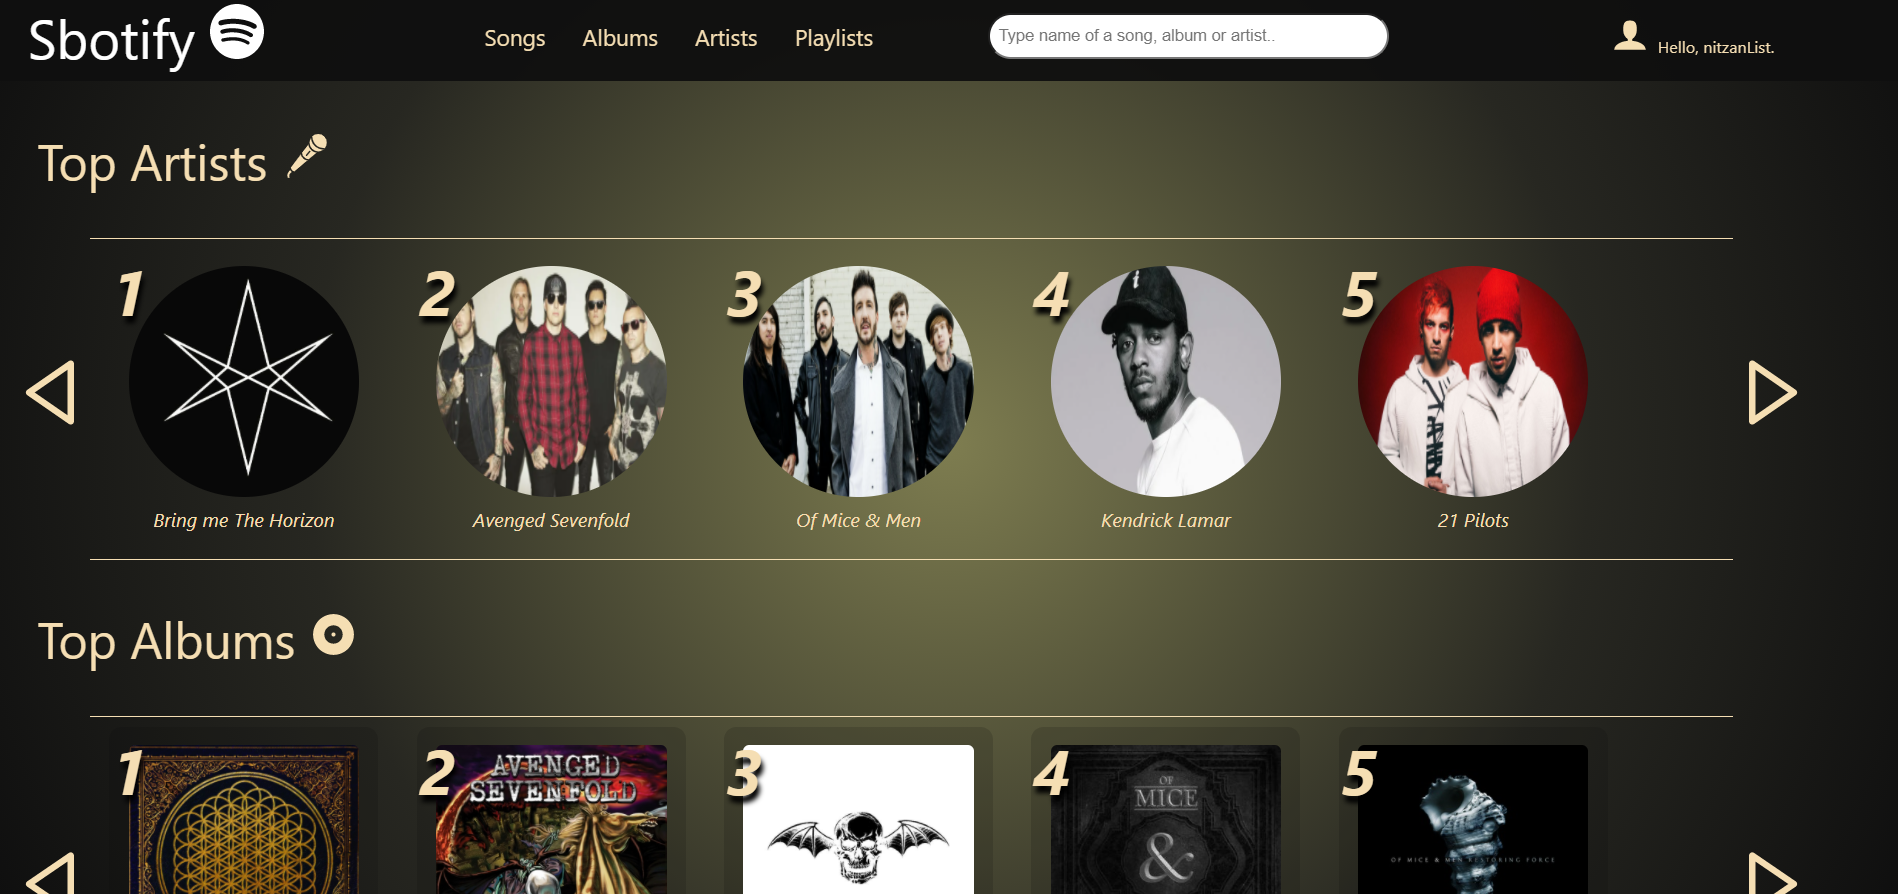 Sbotify
Songs Albums Artists Playlists
Type name of a song, album or artist..
Hello, nitzanList.
Top Artists
1 2 3 4 5
Bring me The Horizon
Avenged Sevenfold
Of Mice & Men
Kendrick Lamar
21 Pilots
Top Albums
1 2 3 4 5
AVENGED
SEVENFOLD
OF
MICE
&
OF MICE & MEN RESTORING FORCE